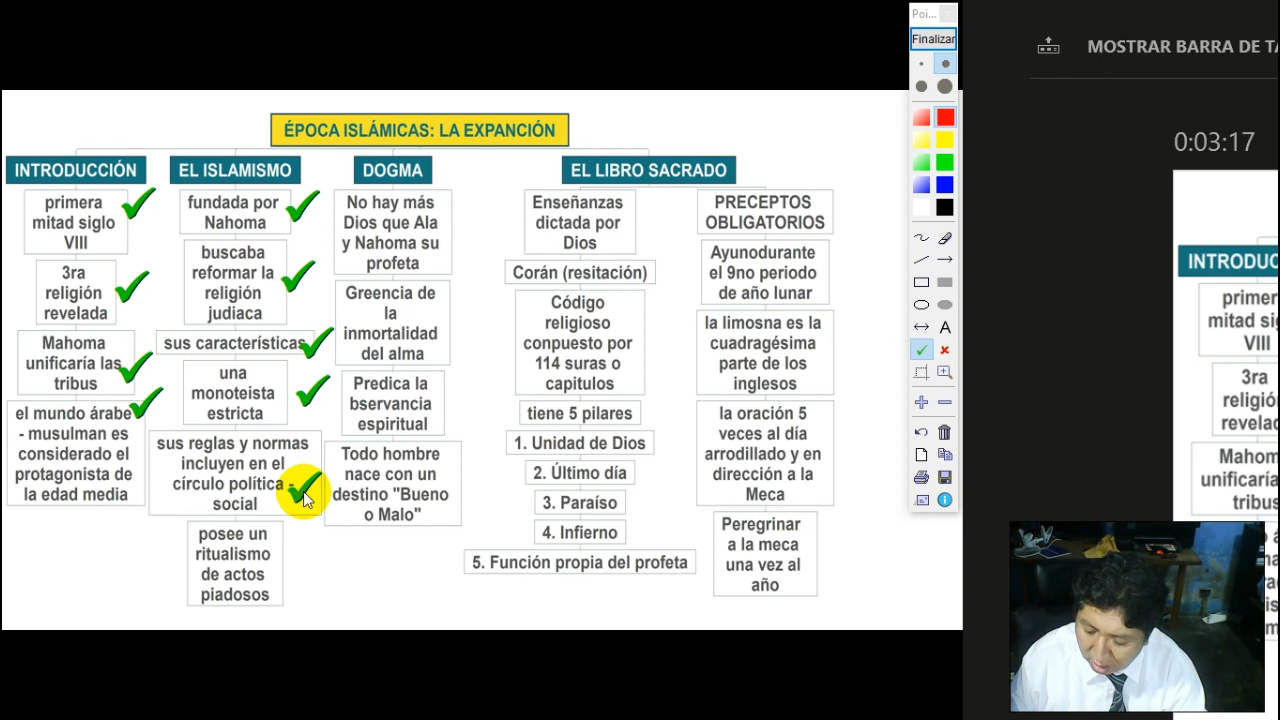 Poi...
Finalizar
MOSTRAR BARRA DE TA
0:03:17
ÉPOCA ISLÁMICAS: LA EXPANCIÓN
INTRODUCCIÓN
primera
mitad siglo
VIII
3ra
religión
revelada
Mahoma
unificaría las
tribus
el mundo árabe
- musulman es
considerado el
protagonista de
la edad media
EL ISLAMISMO
fundada por
Nahoma
buscaba
reformar la
religión
judiaca
sus características
una
monoteista
estricta
sus reglas y normas
incluyen en el
círculo política -
social
posee un
ritualismo
de actos
piadosos
DOGMA
No hay más
Dios que Ala
y Nahoma su
profeta
Greencia de
la
inmortalidad
del alma
Predica la
bservancia
espiritual
Todo hombre
nace con un
destino "Bueno
o Malo"
EL LIBRO SACRADO
Enseñanzas
dictada por
Dios
Corán (resitación)
Código
religioso
conpuesto por
114 suras o
capitulos
tiene 5 pilares
1. Unidad de Dios
2. Último día
3. Paraíso
4. Infierno
5. Función propia del profeta
PRECEPTOS
OBLIGATORIOS
Ayunodurante
el 9no periodo
de año lunar
la limosna es la
cuadragésima
parte de los
inglesos
la oración 5
veces al día
arrodillado y en
dirección a la
Meca
Peregrinar
a la meca
una vez al
año
INTRODUC
primer
mitad sig
VIII
3ra
religió
revelad
Mahom
unificarí
tribus